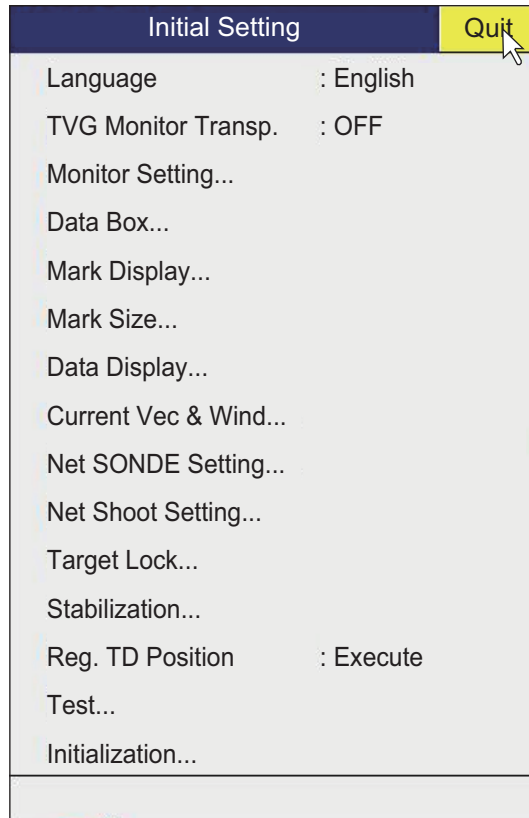 Initial Setting Quit
Language : English
TVG Monitor Transp. : OFF
Monitor Setting...
Data Box...
Mark Display...
Mark Size...
Data Display...
Current Vec & Wind...
Net SONDE Setting...
Net Shoot Setting...
Target Lock...
Stabilization...
Reg. TD Position : Execute
Test...
Initialization...